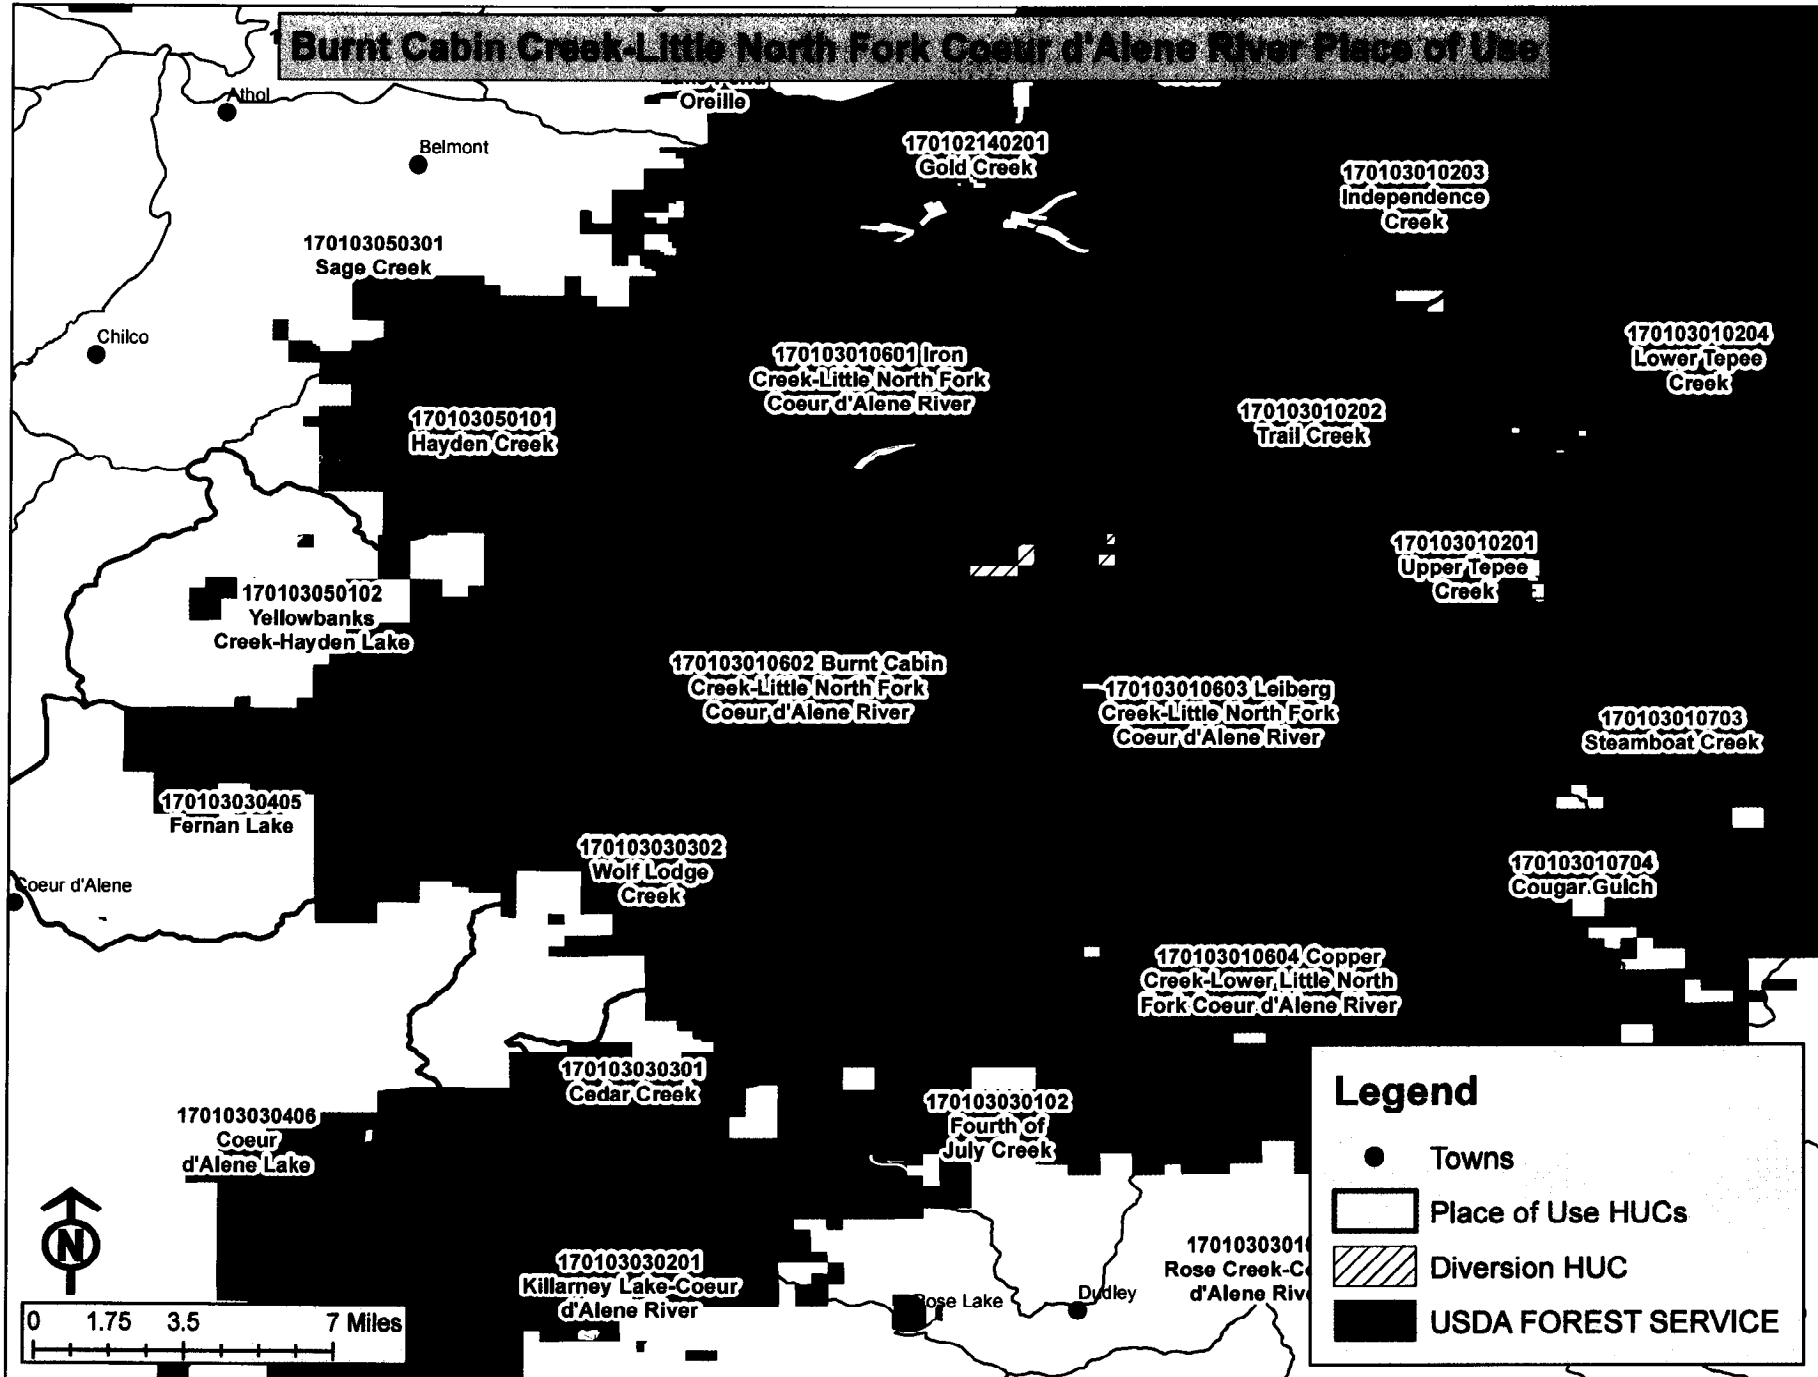 Burnt Cabin Creek-Little North Fork Coeur d'Alene River Place of Use
Oreille
Athol
Belmont
170102140201
Gold Creek
170103010203
Independence
Creek
170103050301
Sage Creek
Chilco
170103010601 Iron
Creek-Little North Fork
Coeur d'Alene River
170103010204
Lower Tepee
Creek
170103050101
Hayden Creek
170103010202
Trail Creek
170103010201
Upper Tepee
Creek
170103050102
Yellowbanks
Creek-Hayden Lake
170103010602 Burnt Cabin
Creek-Little North Fork
Coeur d'Alene River
170103010603 Leiberg
Creek-Little North Fork
Coeur d'Alene River
170103010703
Steamboat Creek
170103030405
Fernan Lake
170103030302
Wolf Lodge
Creek
170103010704
Cougar Gulch
Coeur d'Alene
170103010604 Copper
Creek-Lower Little North
Fork Coeur d'Alene River
170103030301
Cedar Creek
170103030102
Fourth of
July Creek
170103030406
Coeur
d'Alene Lake
170103030201
Killarney Lake-Coeur
d'Alene River
Rose Lake
Dudley
17010303010
Rose Creek-Co
d'Alene Rive
N
0 1.75 3.5 7 Miles
Legend
Towns
Place of Use HUCs
Diversion HUC
USDA FOREST SERVICE